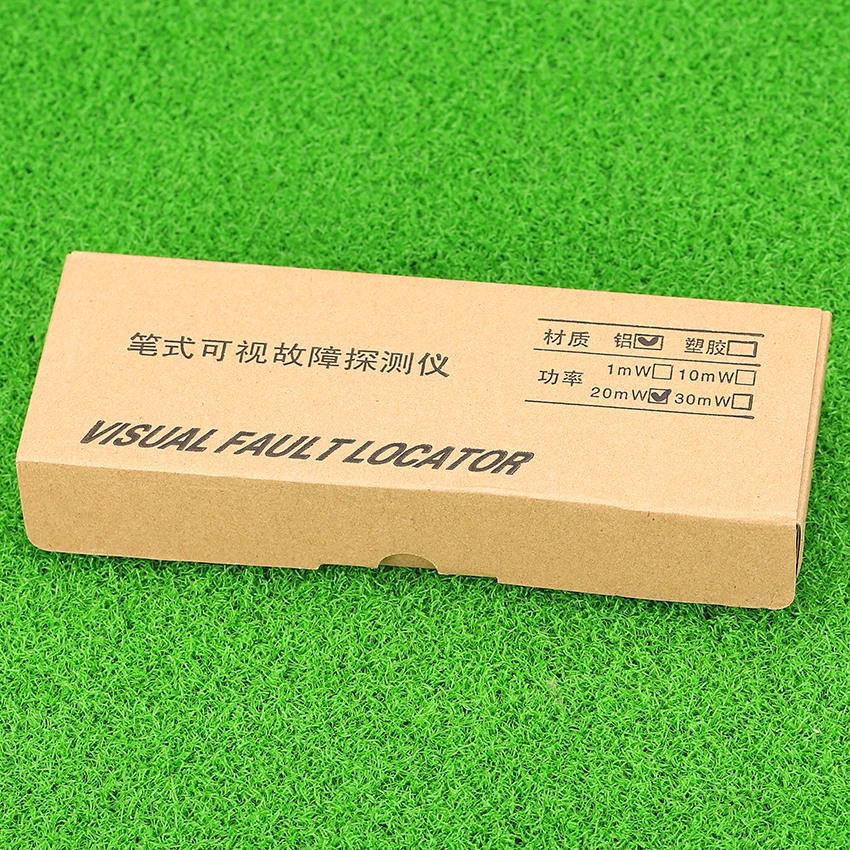 笔式可视故障探测仪
VISUAL FAULT LOCATOR
材质 铝☑ 塑胶☐
功率 1mW☐ 10mW☐
20mW☑ 30mW☐